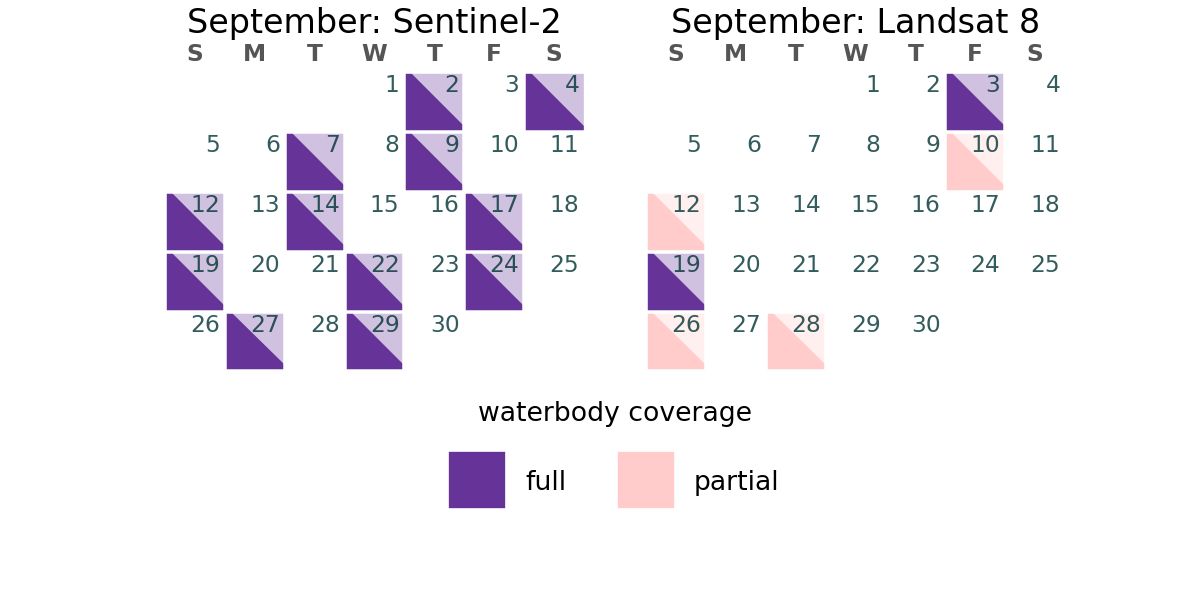 September: Sentinel-2
S M T W T F S
1 2 3 4
5 6 7 8 9 10 11
12 13 14 15 16 17 18
19 20 21 22 23 24 25
26 27 28 29 30
September: Landsat 8
S M T W T F S
1 2 3 4
5 6 7 8 9 10 11
12 13 14 15 16 17 18
19 20 21 22 23 24 25
26 27 28 29 30
waterbody coverage
full
partial